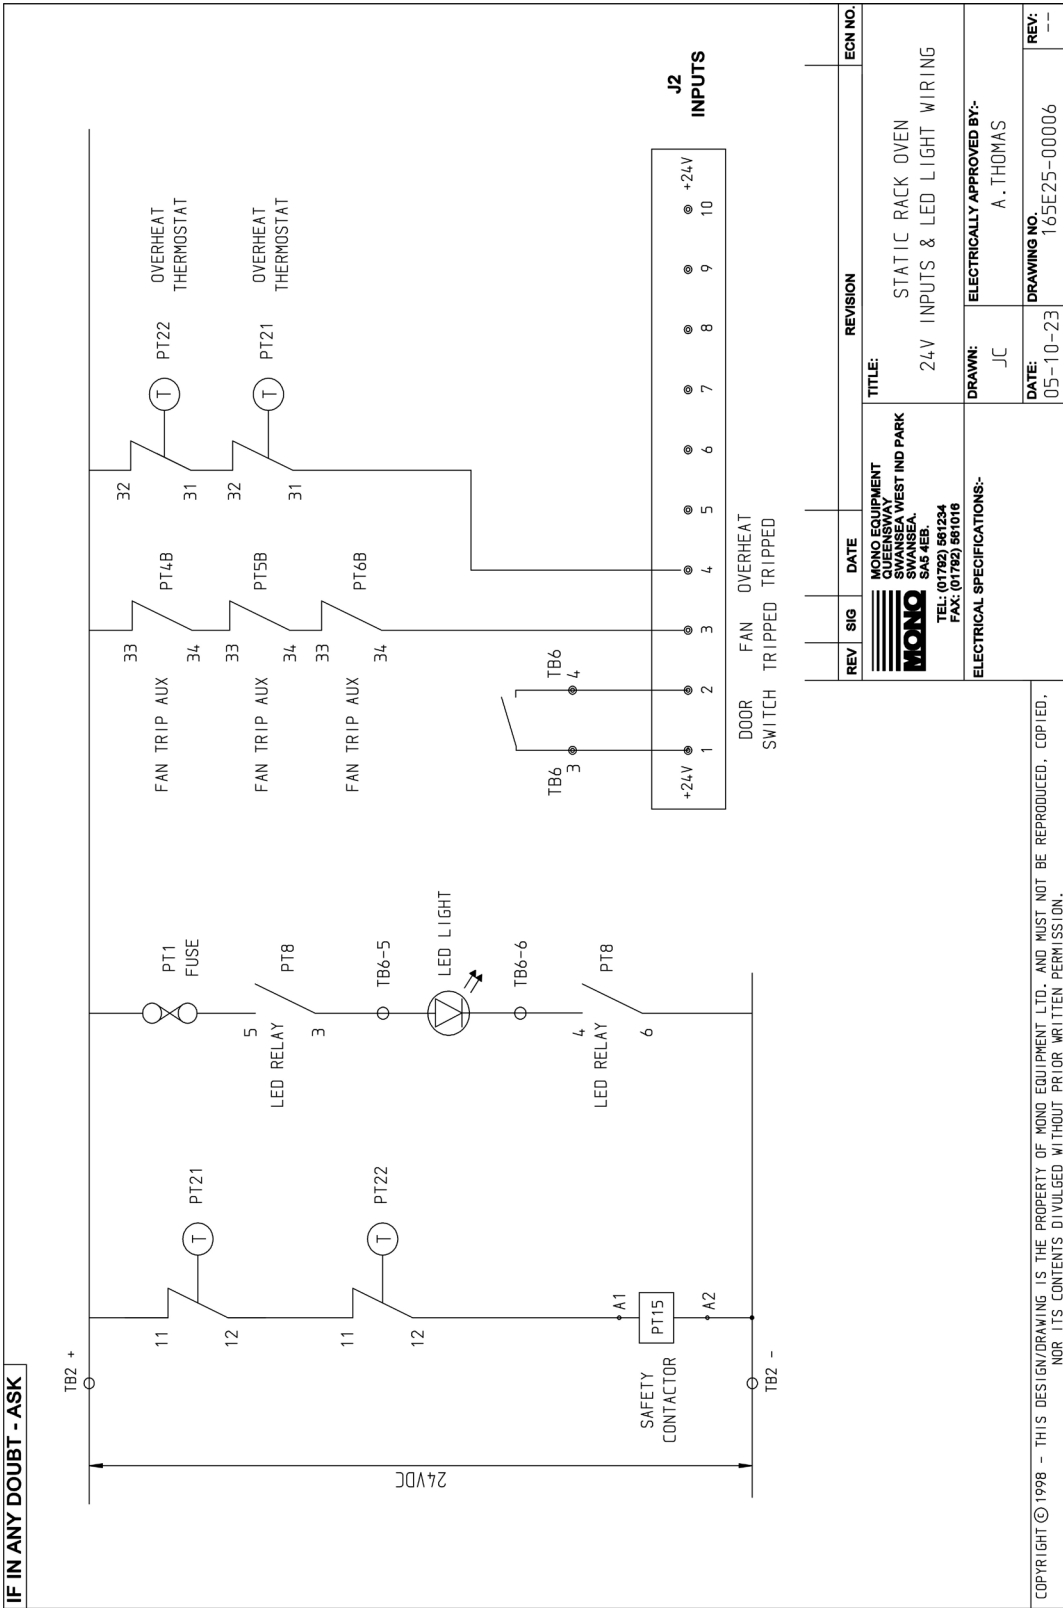 IF IN ANY DOUBT - ASK
TB2 +
24VDC
TB2 -
11
12
PT21
T
11
12
PT22
T
A1
PT15
A2
SAFETY
CONTACTOR
PT1
FUSE
5
3
PT8
LED RELAY
TB6-5
LED LIGHT
TB6-6
4
6
PT8
LED RELAY
33
34
PT4B
FAN TRIP AUX
33
34
PT5B
FAN TRIP AUX
33
34
PT6B
FAN TRIP AUX
32
31
T
PT22
OVERHEAT
THERMOSTAT
32
31
T
PT21
OVERHEAT
THERMOSTAT
TB6
3
TB6
4
J2
INPUTS
+24V
+24V
1 2 3 4 5 6 7 8 9 10
DOOR FAN OVERHEAT
SWITCH TRIPPED TRIPPED
REV SIG DATE REVISION ECN NO.
MONO
MONO EQUIPMENT
QUEENSWAY
SWANSEA WEST IND PARK
SWANSEA.
SA5 4EB.
TEL: (01792) 561234
FAX: (01792) 561016
TITLE:
STATIC RACK OVEN
24V INPUTS & LED LIGHT WIRING
ELECTRICAL SPECIFICATIONS:-
DRAWN:
JC
ELECTRICALLY APPROVED BY:-
A.THOMAS
DATE:
05-10-23
DRAWING NO.
165E25-00006
REV:
--
COPYRIGHT © 1998 - THIS DESIGN/DRAWING IS THE PROPERTY OF MONO EQUIPMENT LTD. AND MUST NOT BE REPRODUCED, COPIED,
NOR ITS CONTENTS DIVULGED WITHOUT PRIOR WRITTEN PERMISSION.